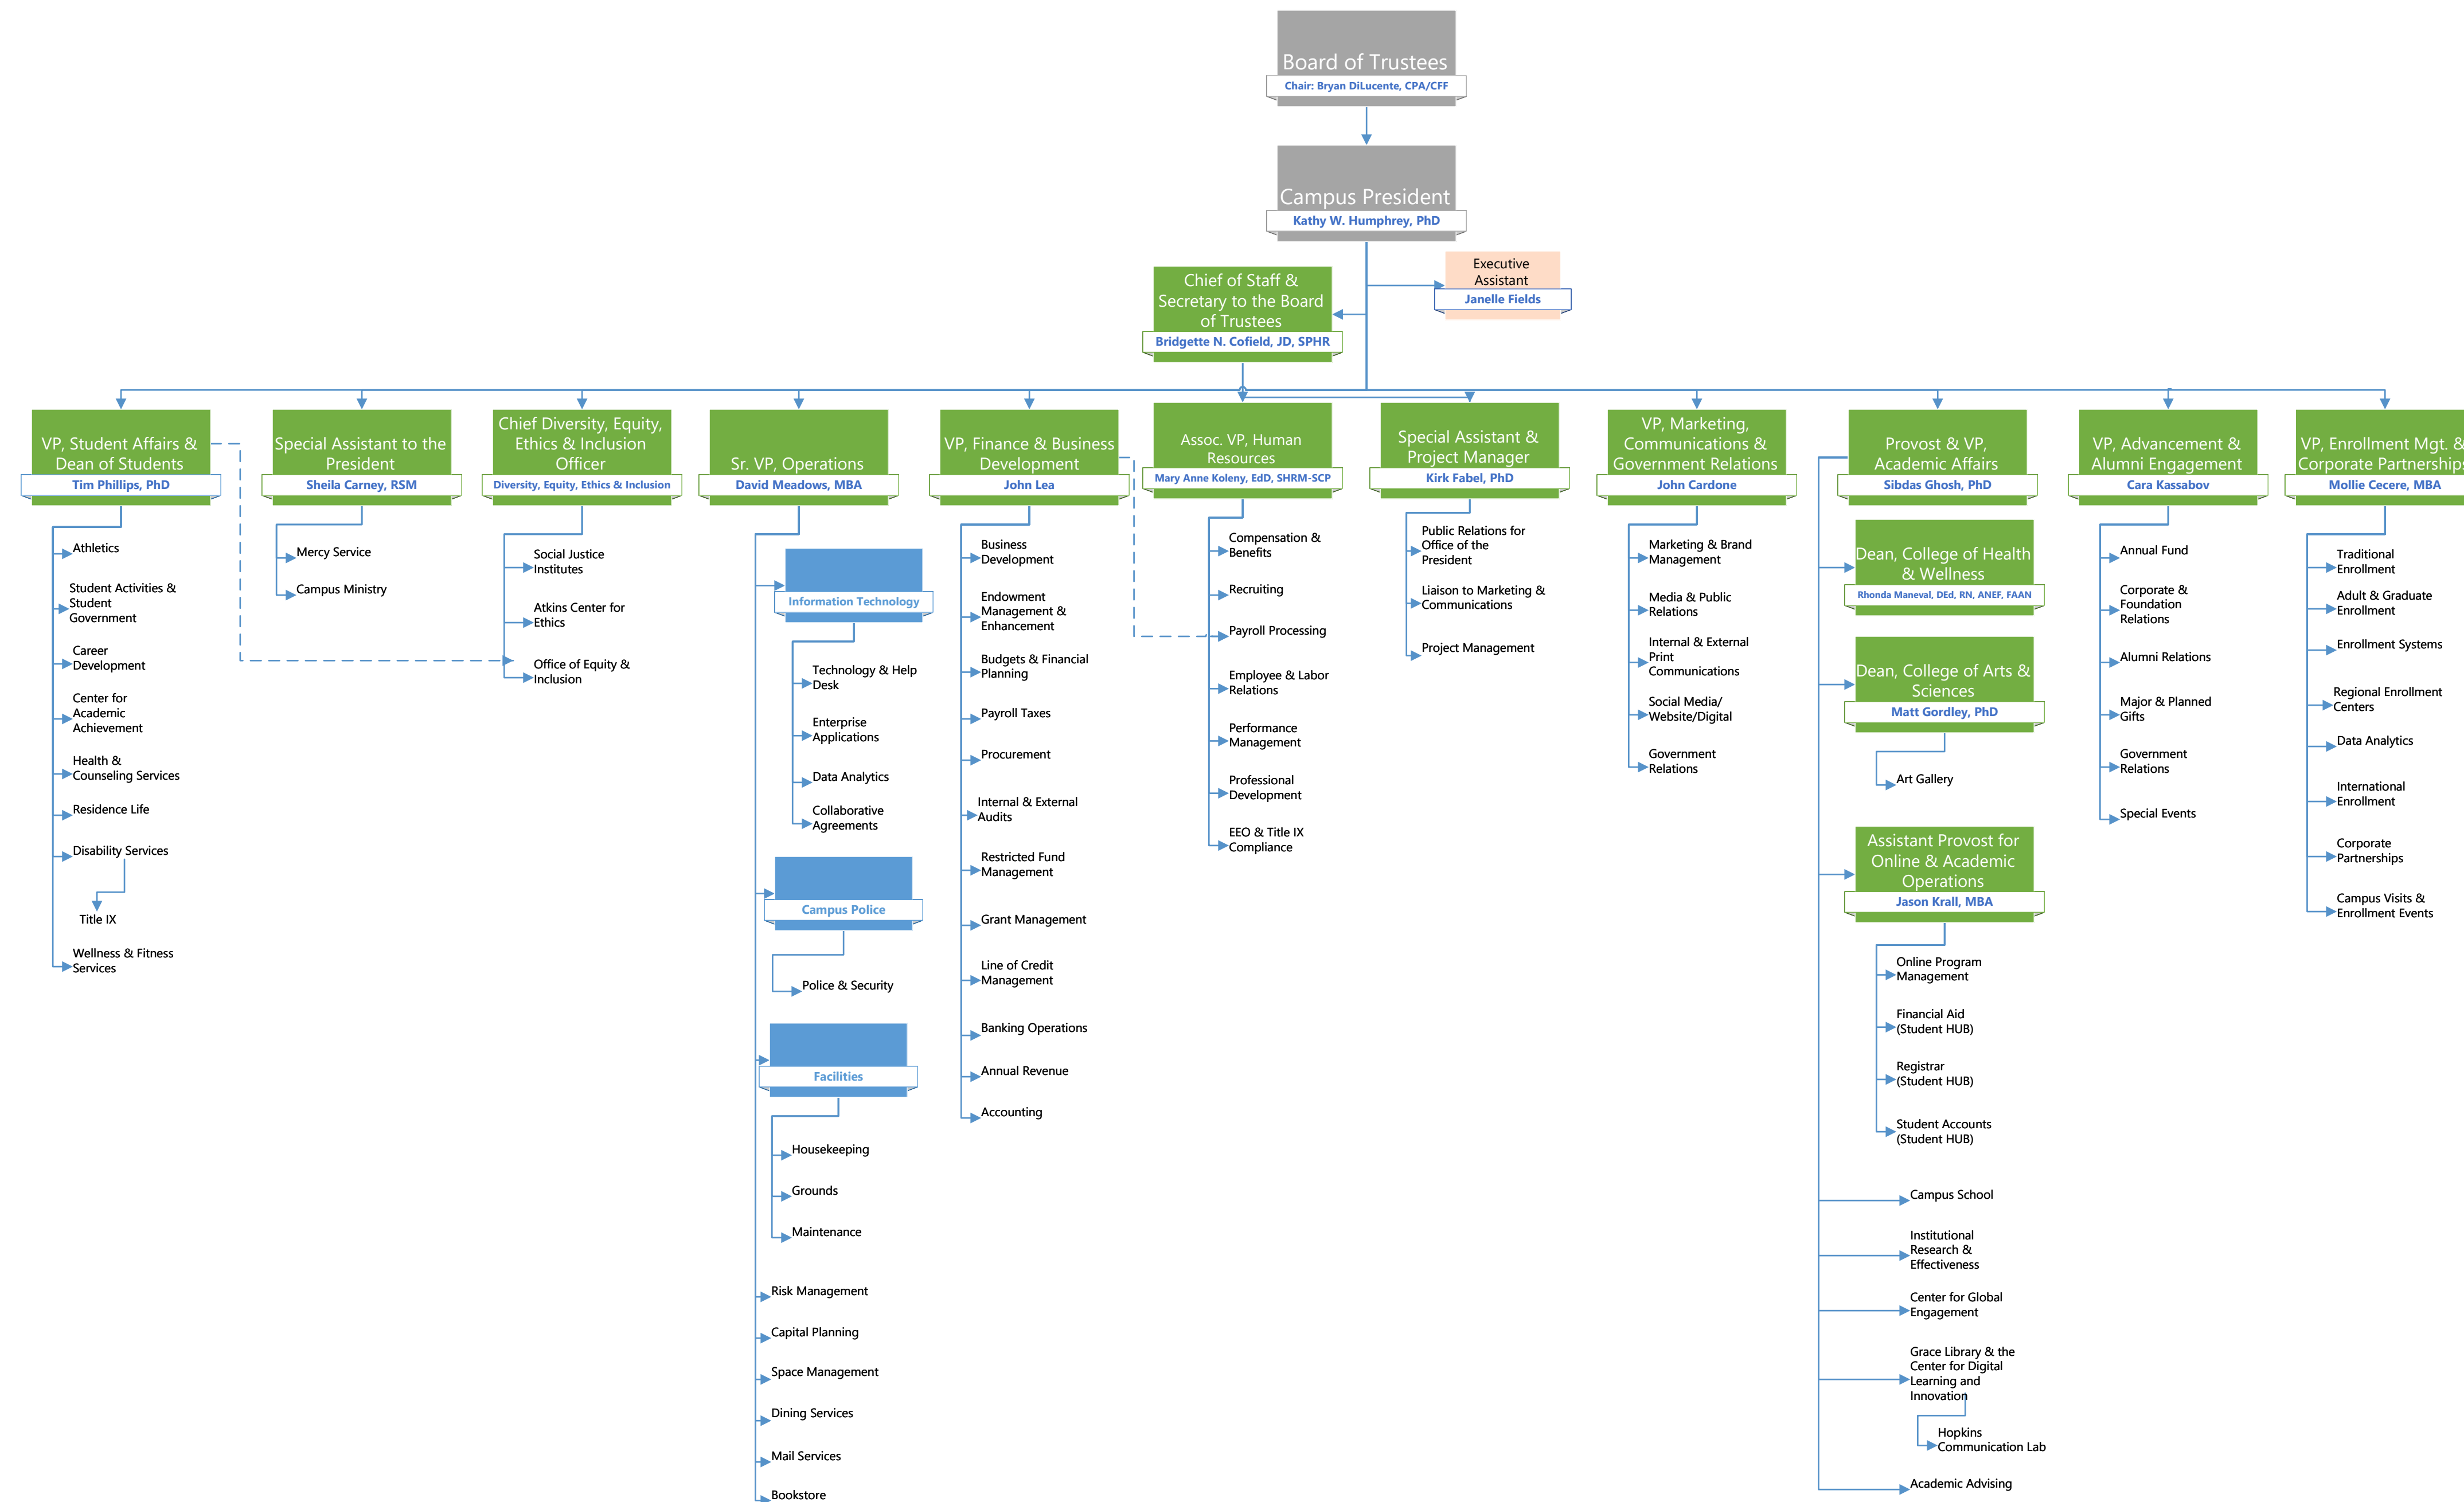 Board of Trustees
Chair: Bryan DiLucente, CPA/CFF
Campus President
Kathy W. Humphrey, PhD
Executive
Assistant
Janelle Fields
Chief of Staff &
Secretary to the Board
of Trustees
Bridgette N. Cofield, JD, SPHR
VP, Student Affairs &
Dean of Students
Tim Phillips, PhD
Athletics
Student Activities &
Student
Government
Career
Development
Center for
Academic
Achievement
Health &
Counseling Services
Residence Life
Disability Services
Title IX
Wellness & Fitness
Services
Special Assistant to the
President
Sheila Carney, RSM
Mercy Service
Campus Ministry
Chief Diversity, Equity,
Ethics & Inclusion
Officer
Diversity, Equity, Ethics & Inclusion
Social Justice
Institutes
Atkins Center for
Ethics
Office of Equity &
Inclusion
Sr. VP, Operations
David Meadows, MBA
Information Technology
Technology & Help
Desk
Enterprise
Applications
Data Analytics
Collaborative
Agreements
Campus Police
Police & Security
Facilities
Housekeeping
Grounds
Maintenance
Risk Management
Capital Planning
Space Management
Dining Services
Mail Services
Bookstore
VP, Finance & Business
Development
John Lea
Business
Development
Endowment
Management &
Enhancement
Budgets & Financial
Planning
Payroll Taxes
Procurement
Internal & External
Audits
Restricted Fund
Management
Grant Management
Line of Credit
Management
Banking Operations
Annual Revenue
Accounting
Assoc. VP, Human
Resources
Mary Anne Koleny, EdD, SHRM-SCP
Compensation &
Benefits
Recruiting
Payroll Processing
Employee & Labor
Relations
Performance
Management
Professional
Development
EEO & Title IX
Compliance
Special Assistant &
Project Manager
Kirk Fabel, PhD
Public Relations for
Office of the
President
Liaison to Marketing &
Communications
Project Management
VP, Marketing,
Communications &
Government Relations
John Cardone
Marketing & Brand
Management
Media & Public
Relations
Internal & External
Print
Communications
Social Media/
Website/Digital
Government
Relations
Provost & VP,
Academic Affairs
Sibdas Ghosh, PhD
Dean, College of Health
& Wellness
Rhonda Maneval, DEd, RN, ANEF, FAAN
Dean, College of Arts &
Sciences
Matt Gordley, PhD
Art Gallery
Assistant Provost for
Online & Academic
Operations
Jason Krall, MBA
Online Program
Management
Financial Aid
(Student HUB)
Registrar
(Student HUB)
Student Accounts
(Student HUB)
Campus School
Institutional
Research &
Effectiveness
Center for Global
Engagement
Grace Library & the
Center for Digital
Learning and
Innovation
Hopkins
Communication Lab
Academic Advising
VP, Advancement &
Alumni Engagement
Cara Kassabov
Annual Fund
Corporate &
Foundation
Relations
Alumni Relations
Major & Planned
Gifts
Government
Relations
Special Events
VP, Enrollment Mgt. &
Corporate Partnerships
Mollie Cecere, MBA
Traditional
Enrollment
Adult & Graduate
Enrollment
Enrollment Systems
Regional Enrollment
Centers
Data Analytics
International
Enrollment
Corporate
Partnerships
Campus Visits &
Enrollment Events